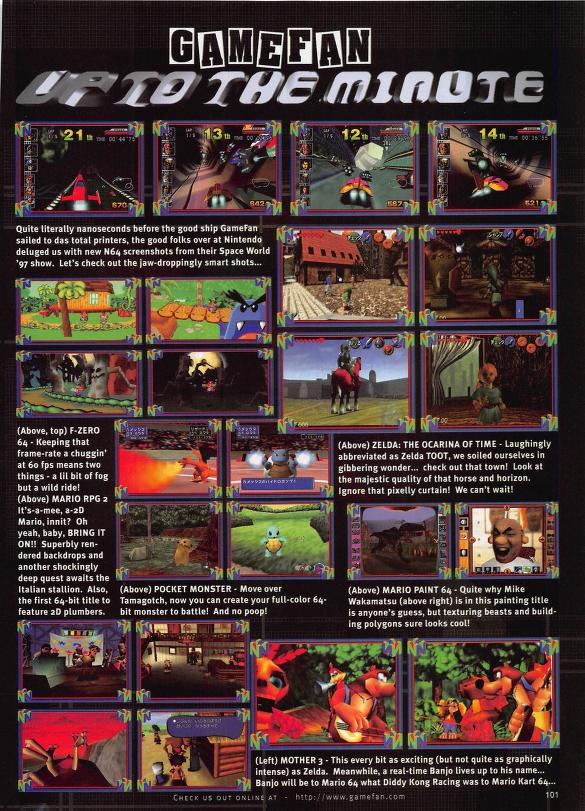 GAMEFAN
UP TO THE MINUTE
21th
13th
12th
14th
670
842
587
521
Quite literally nanoseconds before the good ship GameFan
sailed to das total printers, the good folks over at Nintendo
deluged us with new N64 screenshots from their Space World
'97 show. Let's check out the jaw-droppingly smart shots...
(Above, top) F-ZERO
64 - Keeping that
frame-rate a chuggin'
at 60 fps means two
things - a lil bit of fog
but a wild ride!
(Above) MARIO RPG 2
It's-a-mee, a-2D
Mario, innit? Oh
yeah, baby, BRING IT
ON!! Superbly ren-
dered backdrops and
another shockingly
deep quest awaits the
Italian stallion. Also,
the first 64-bit title to
feature 2D plumbers.
(Above) ZELDA: THE OCARINA OF TIME - Laughingly
abbreviated as Zelda TOOT, we soiled ourselves in
gibbering wonder... check out that town! Look at
the majestic quality of that horse and horizon.
Ignore that pixelly curtain! We can't wait!
(Above) POCKET MONSTER - Move over
Tamagotch, now you can create your full-color 64-
bit monster to battle! And no poop!
(Above) MARIO PAINT 64 - Quite why Mike
Wakamatsu (above right) is in this painting title
is anyone's guess, but texturing beasts and build-
ing polygons sure looks cool!
(Left) MOTHER 3 - This every bit as exciting (but not quite as graphically
intense) as Zelda. Meanwhile, a real-time Banjo lives up to his name...
Banjo will be to Mario 64 what Diddy Kong Racing was to Mario Kart 64...
CHECK US OUT ONLINE AT - http://www.gamefan.com
101